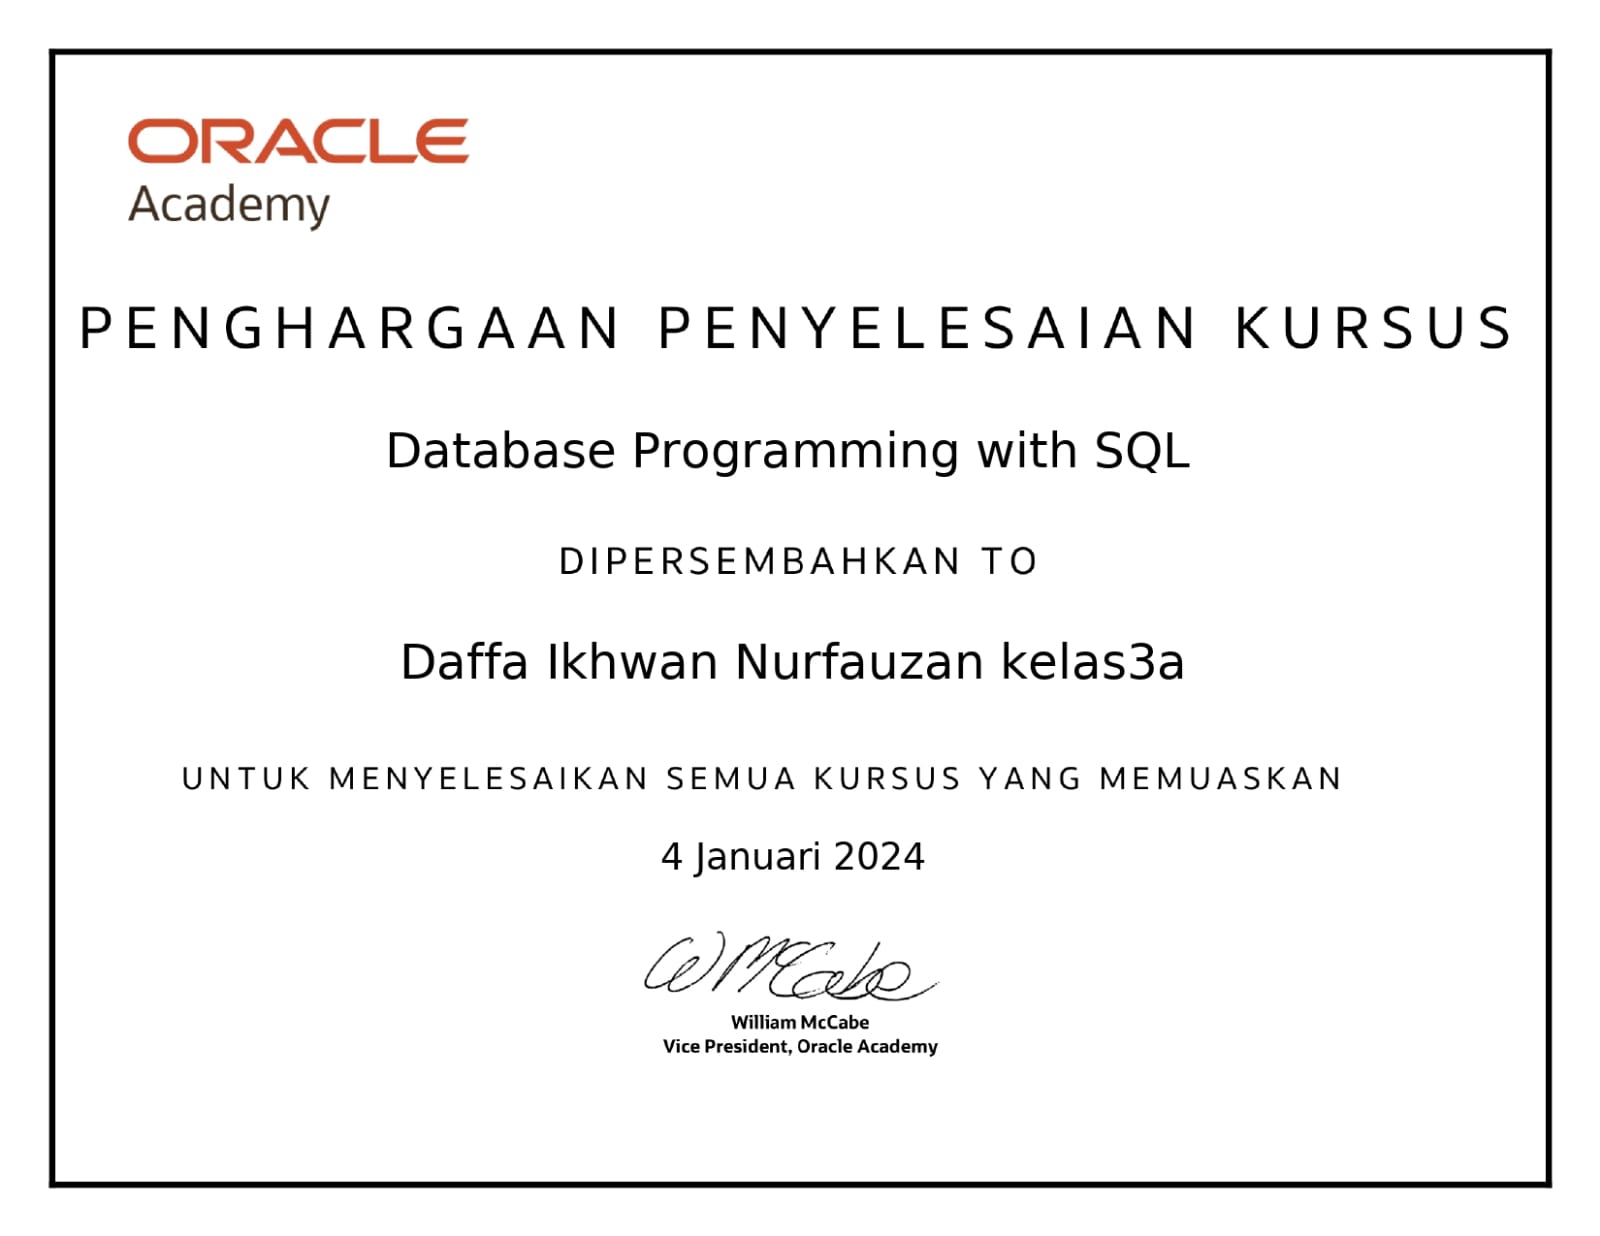 ORACLE
Academy
PENGHARGAAN PENYELESAIAN KURSUS
Database Programming with SQL
DIPERSEMBAHKAN TO
Daffa Ikhwan Nurfauzan kelas3a
UNTUK MENYELESAIKAN SEMUA KURSUS YANG MEMUASKAN
4 Januari 2024
W McCabe
William McCabe
Vice President, Oracle Academy